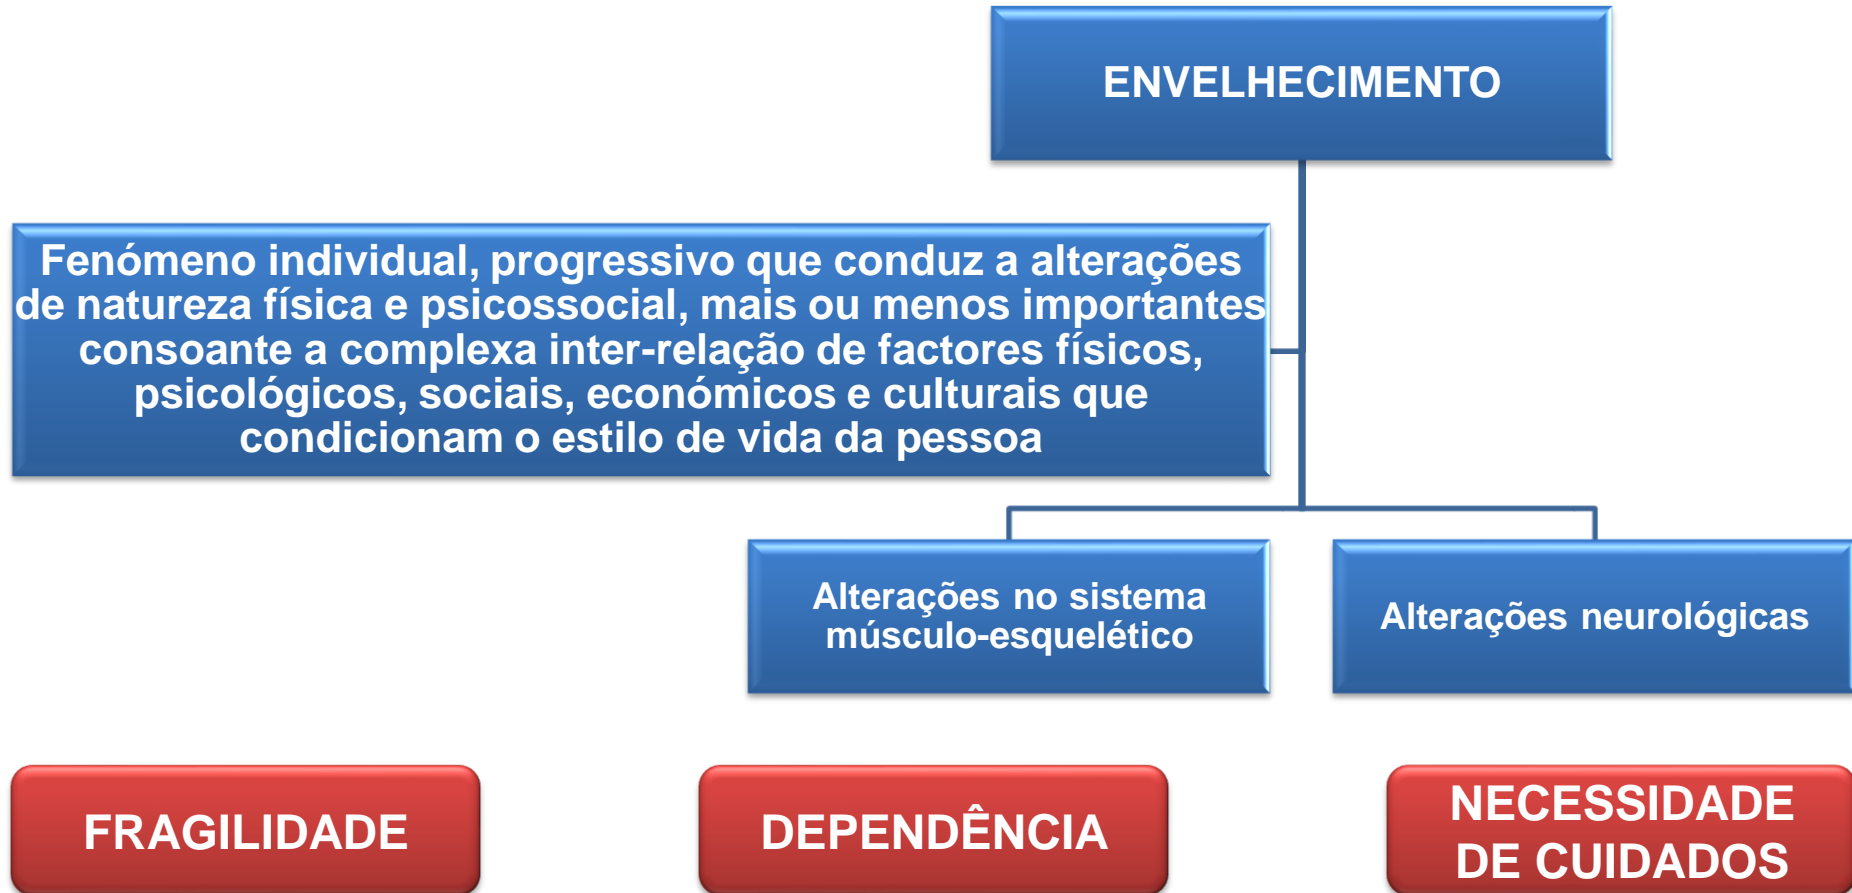 ENVELHECIMENTO
Fenómeno individual, progressivo que conduz a alterações
de natureza física e psicossocial, mais ou menos importantes
consoante a complexa inter-relação de factores físicos,
psicológicos, sociais, económicos e culturais que
condicionam o estilo de vida da pessoa
Alterações no sistema
músculo-esquelético
Alterações neurológicas
FRAGILIDADE
DEPENDÊNCIA
NECESSIDADE
DE CUIDADOS